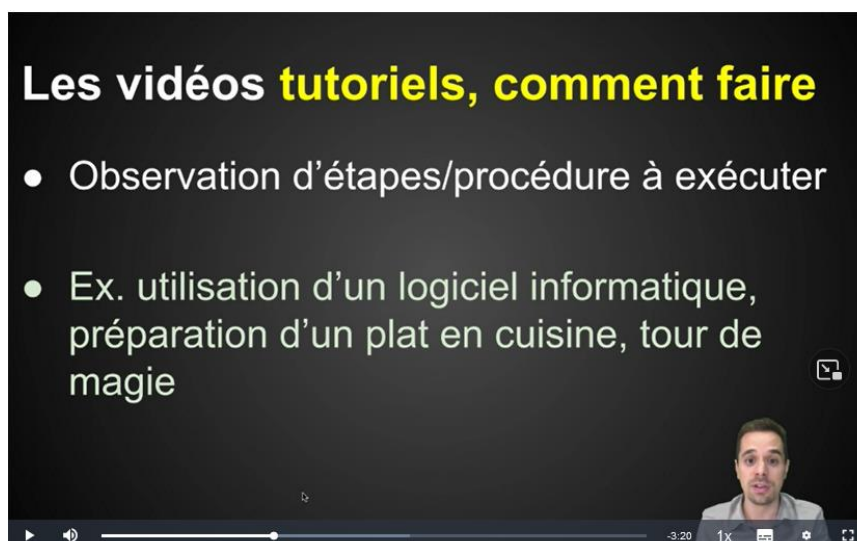 Les vidéos tutoriels, comment faire
● Observation d'étapes/procédure à exécuter
● Ex. utilisation d'un logiciel informatique,
préparation d'un plat en cuisine, tour de
magie
-3:20 1x